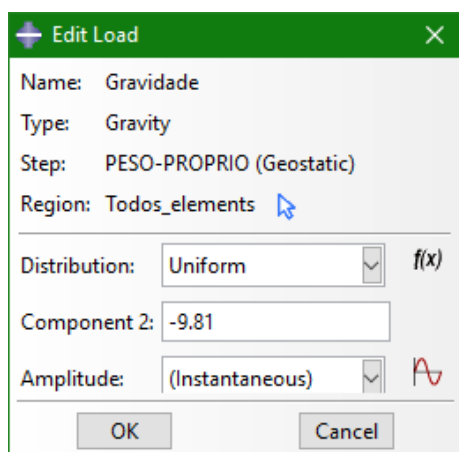 Edit Load
Name: Gravidade
Type: Gravity
Step: PESO-PROPRIO (Geostatic)
Region: Todos_elements
Distribution: Uniform f(x)
Component 2: -9.81
Amplitude: (Instantaneous)
OK Cancel